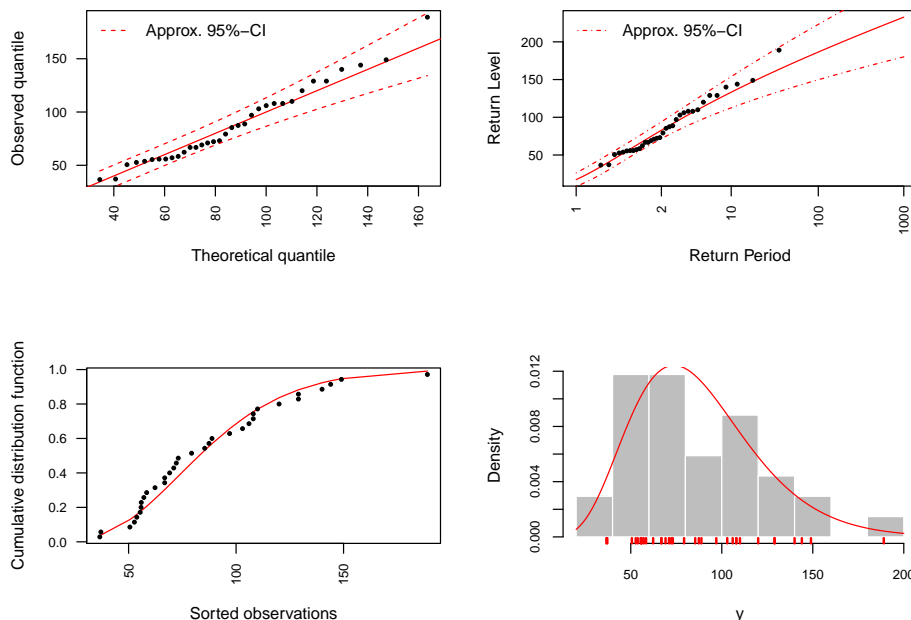 Approx. 95%−CI
Observed quantile
50 100 150
40 60 80 100 120 140 160
Theoretical quantile
Approx. 95%−CI
Return Level
50 100 150 200
1 2 10 100 1000
Return Period
Cumulative distribution function
0.0 0.2 0.4 0.6 0.8 1.0
50 100 150
Sorted observations
Density
0.000 0.004 0.008 0.012
50 100 150 200
y